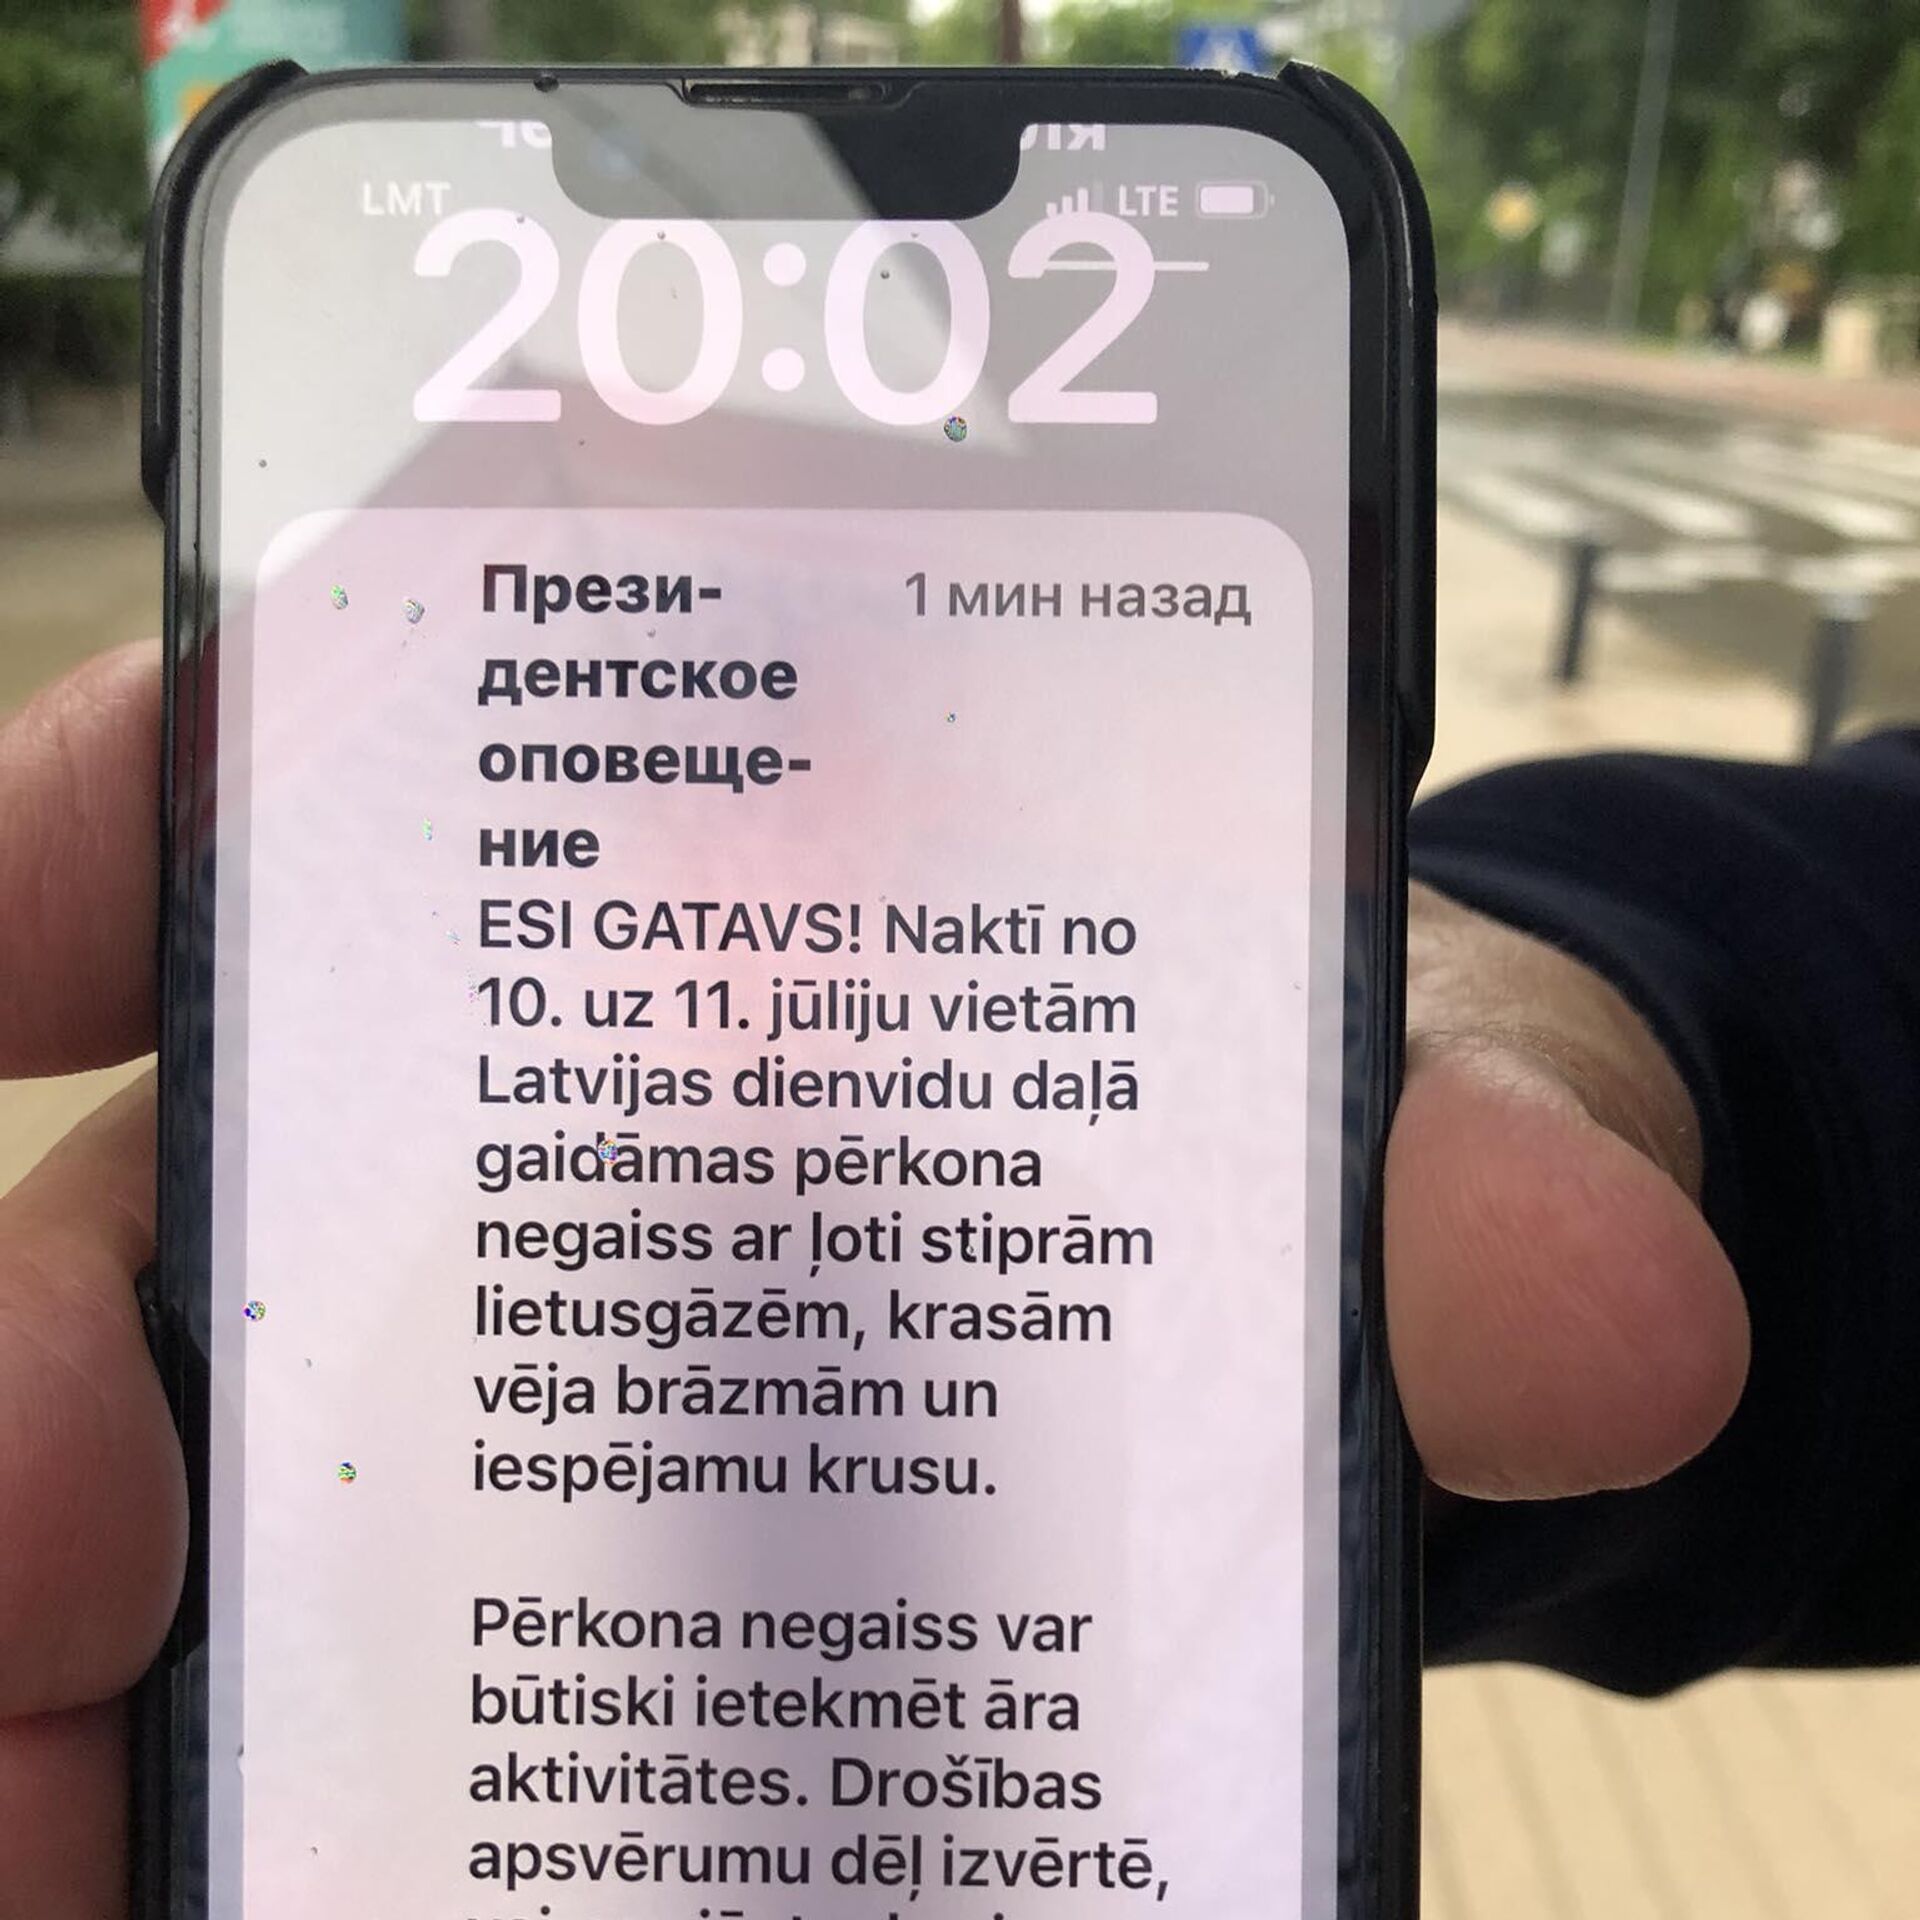 LMT
LTE
20:02
Прези-
1 мин назад
дентское
оповеще-
ние
ESI GATAVS! Naktī no
10. uz 11. jūliju vietām
Latvijas dienvidu daļā
gaidāmas pērkona
negaiss ar ļoti stiprām
lietusgāzēm, krasām
vēja brāzmām un
iespējamu krusu.
Pērkona negaiss var
būtiski ietekmēt āra
aktivitātes. Drošības
apsvērumu dēļ izvērtē,